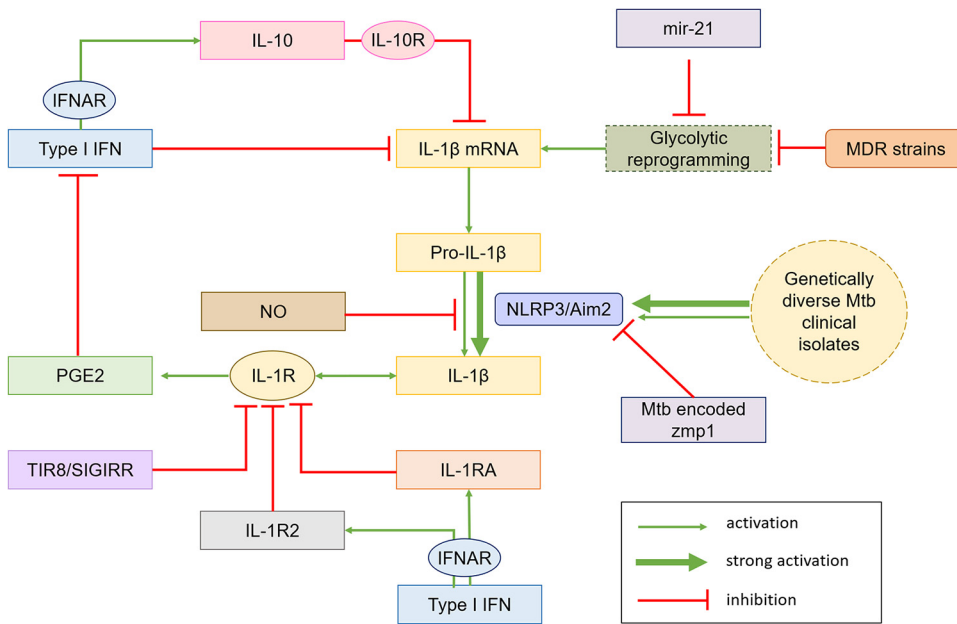 IL-10
IL-10R
mir-21
IFNAR
Type I IFN
IL-1β mRNA
Glycolytic
reprogramming
MDR strains
Pro-IL-1β
NO
NLRP3/Aim2
Genetically
diverse Mtb
clinical
isolates
PGE2
IL-1R
IL-1β
Mtb encoded
zmp1
TIR8/SIGIRR
IL-1RA
IL-1R2
IFNAR
Type I IFN
activation
strong activation
inhibition